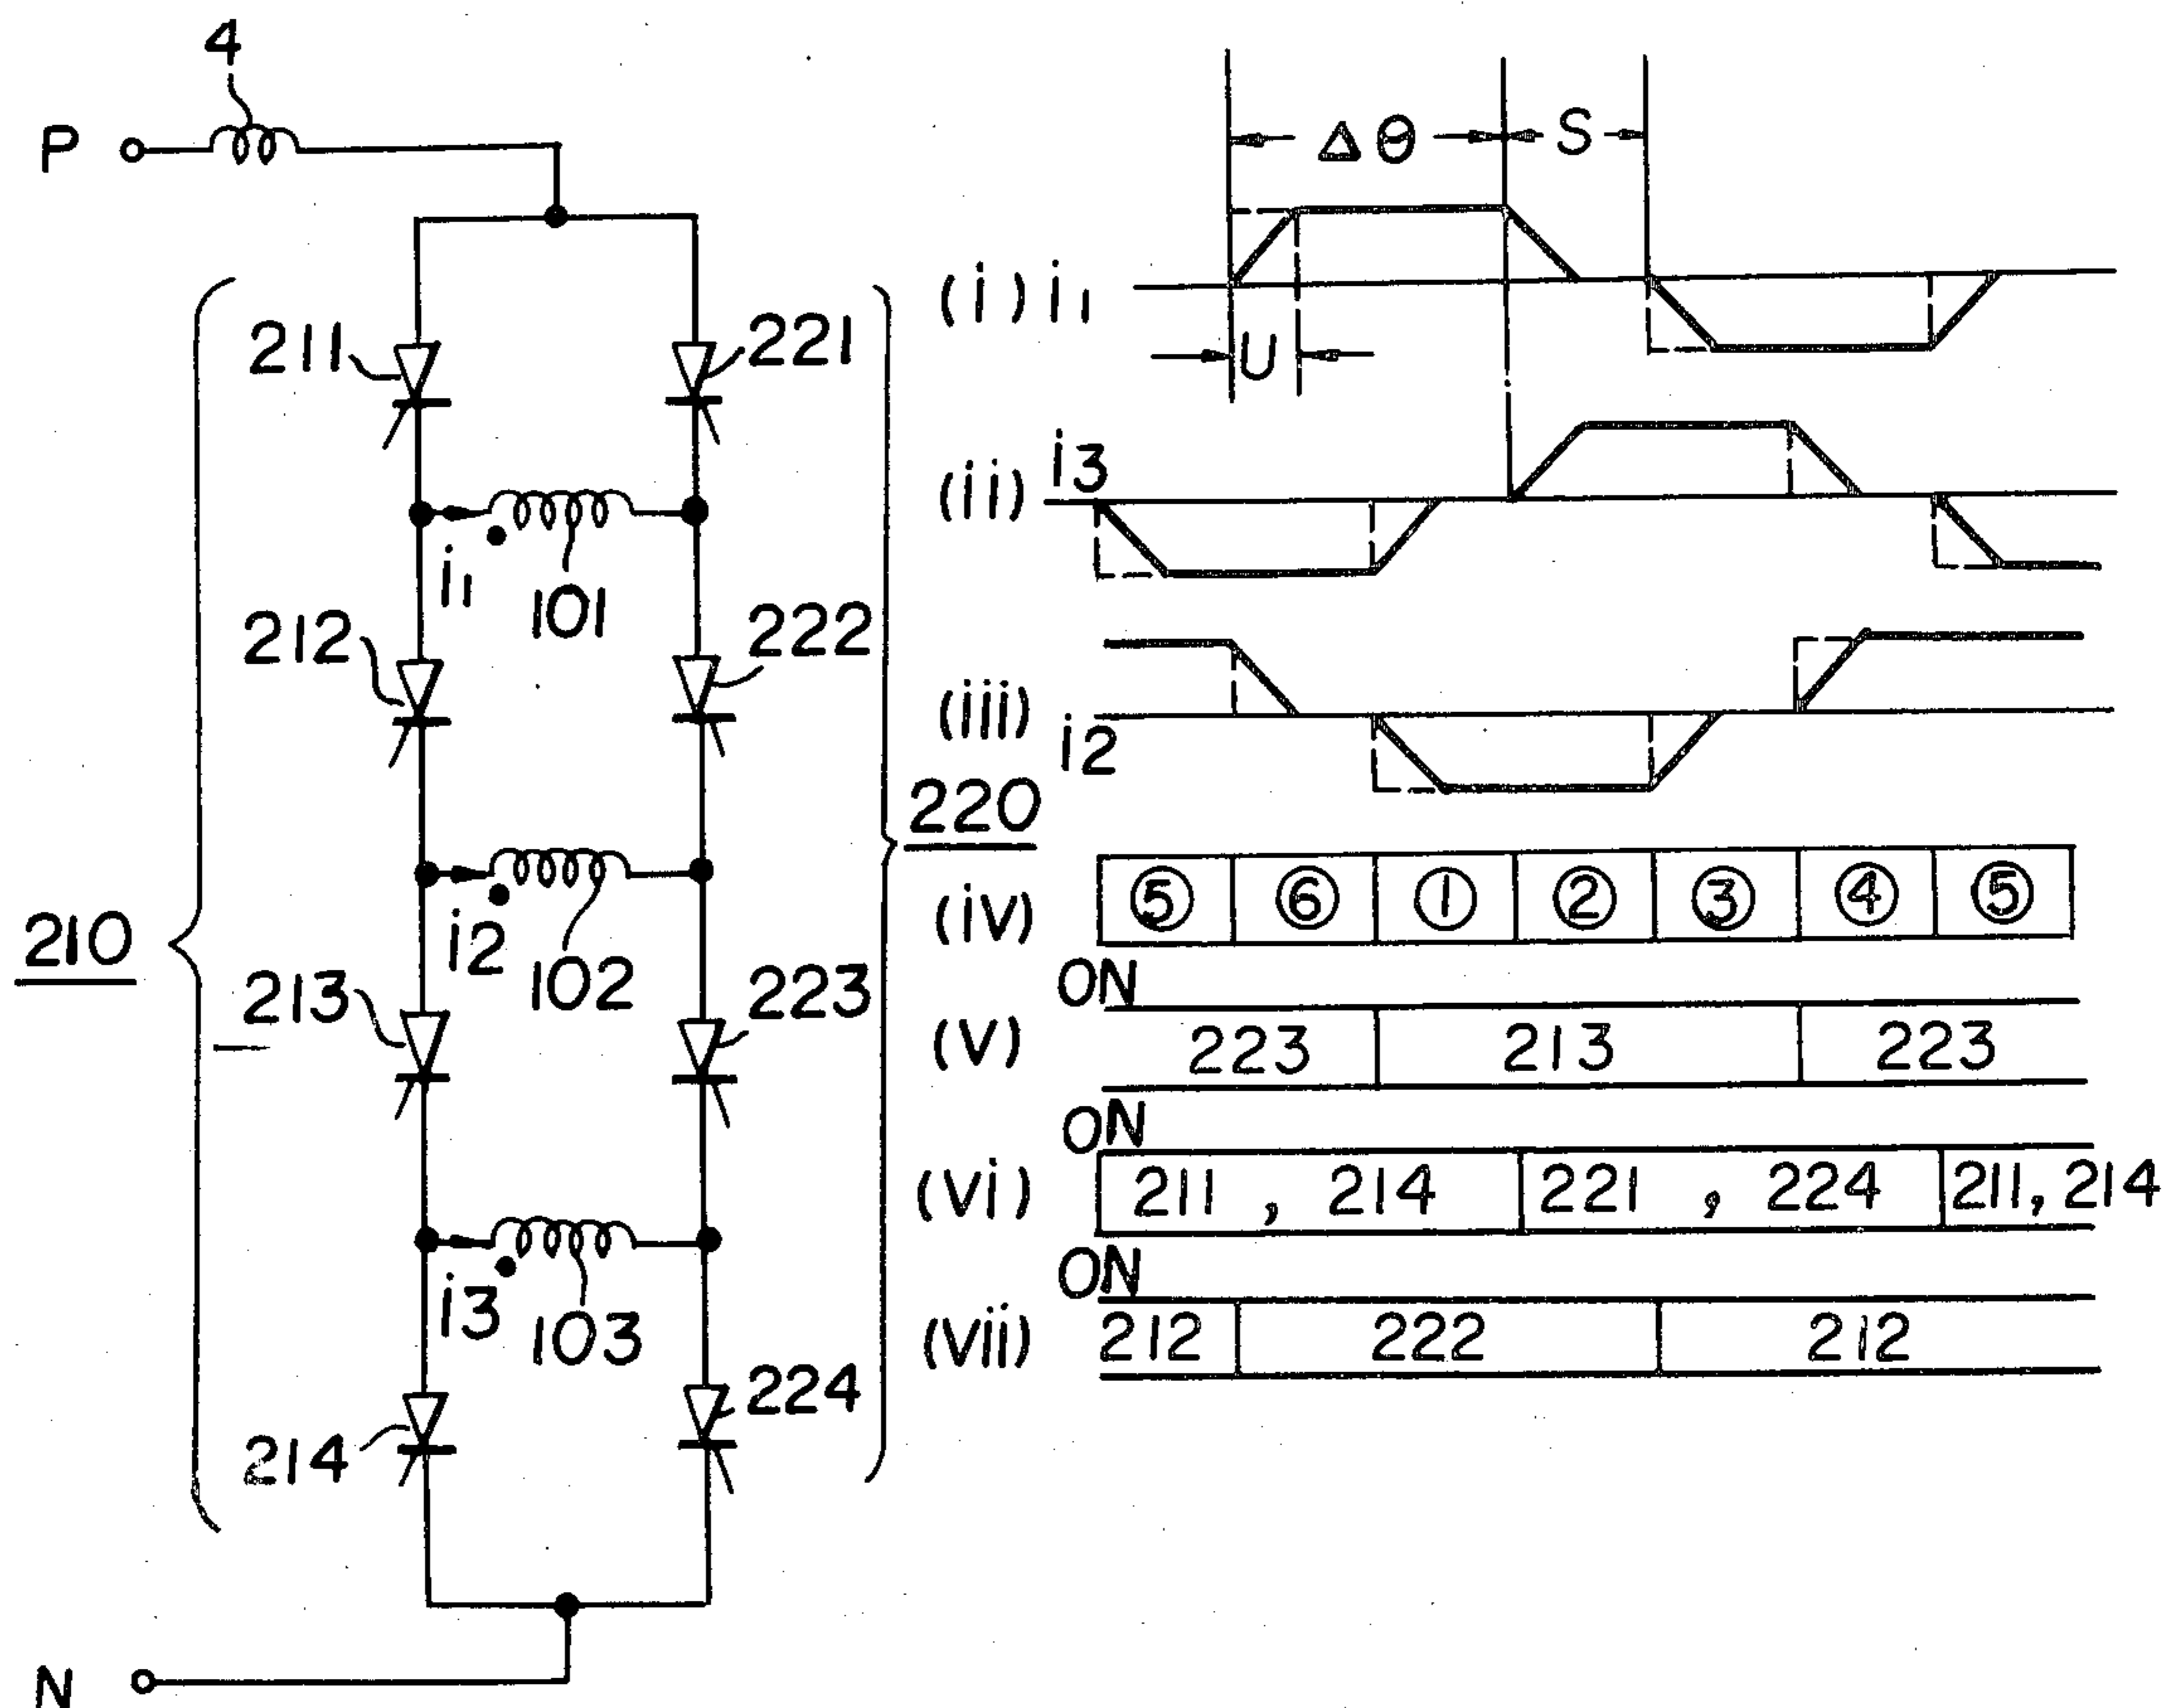 4
P
Δθ
S
211
221
(i) i1
U
i1
101
(ii) i3
212
222
(iii) i2
220
210
i2
102
(iv) ⑤ ⑥ ① ② ③ ④ ⑤
213
223
ON
(V) 223 213 223
ON
(Vi) 211 , 214 221 , 224 211, 214
ON
i3
103
(Vii) 212 222 212
214
224
N